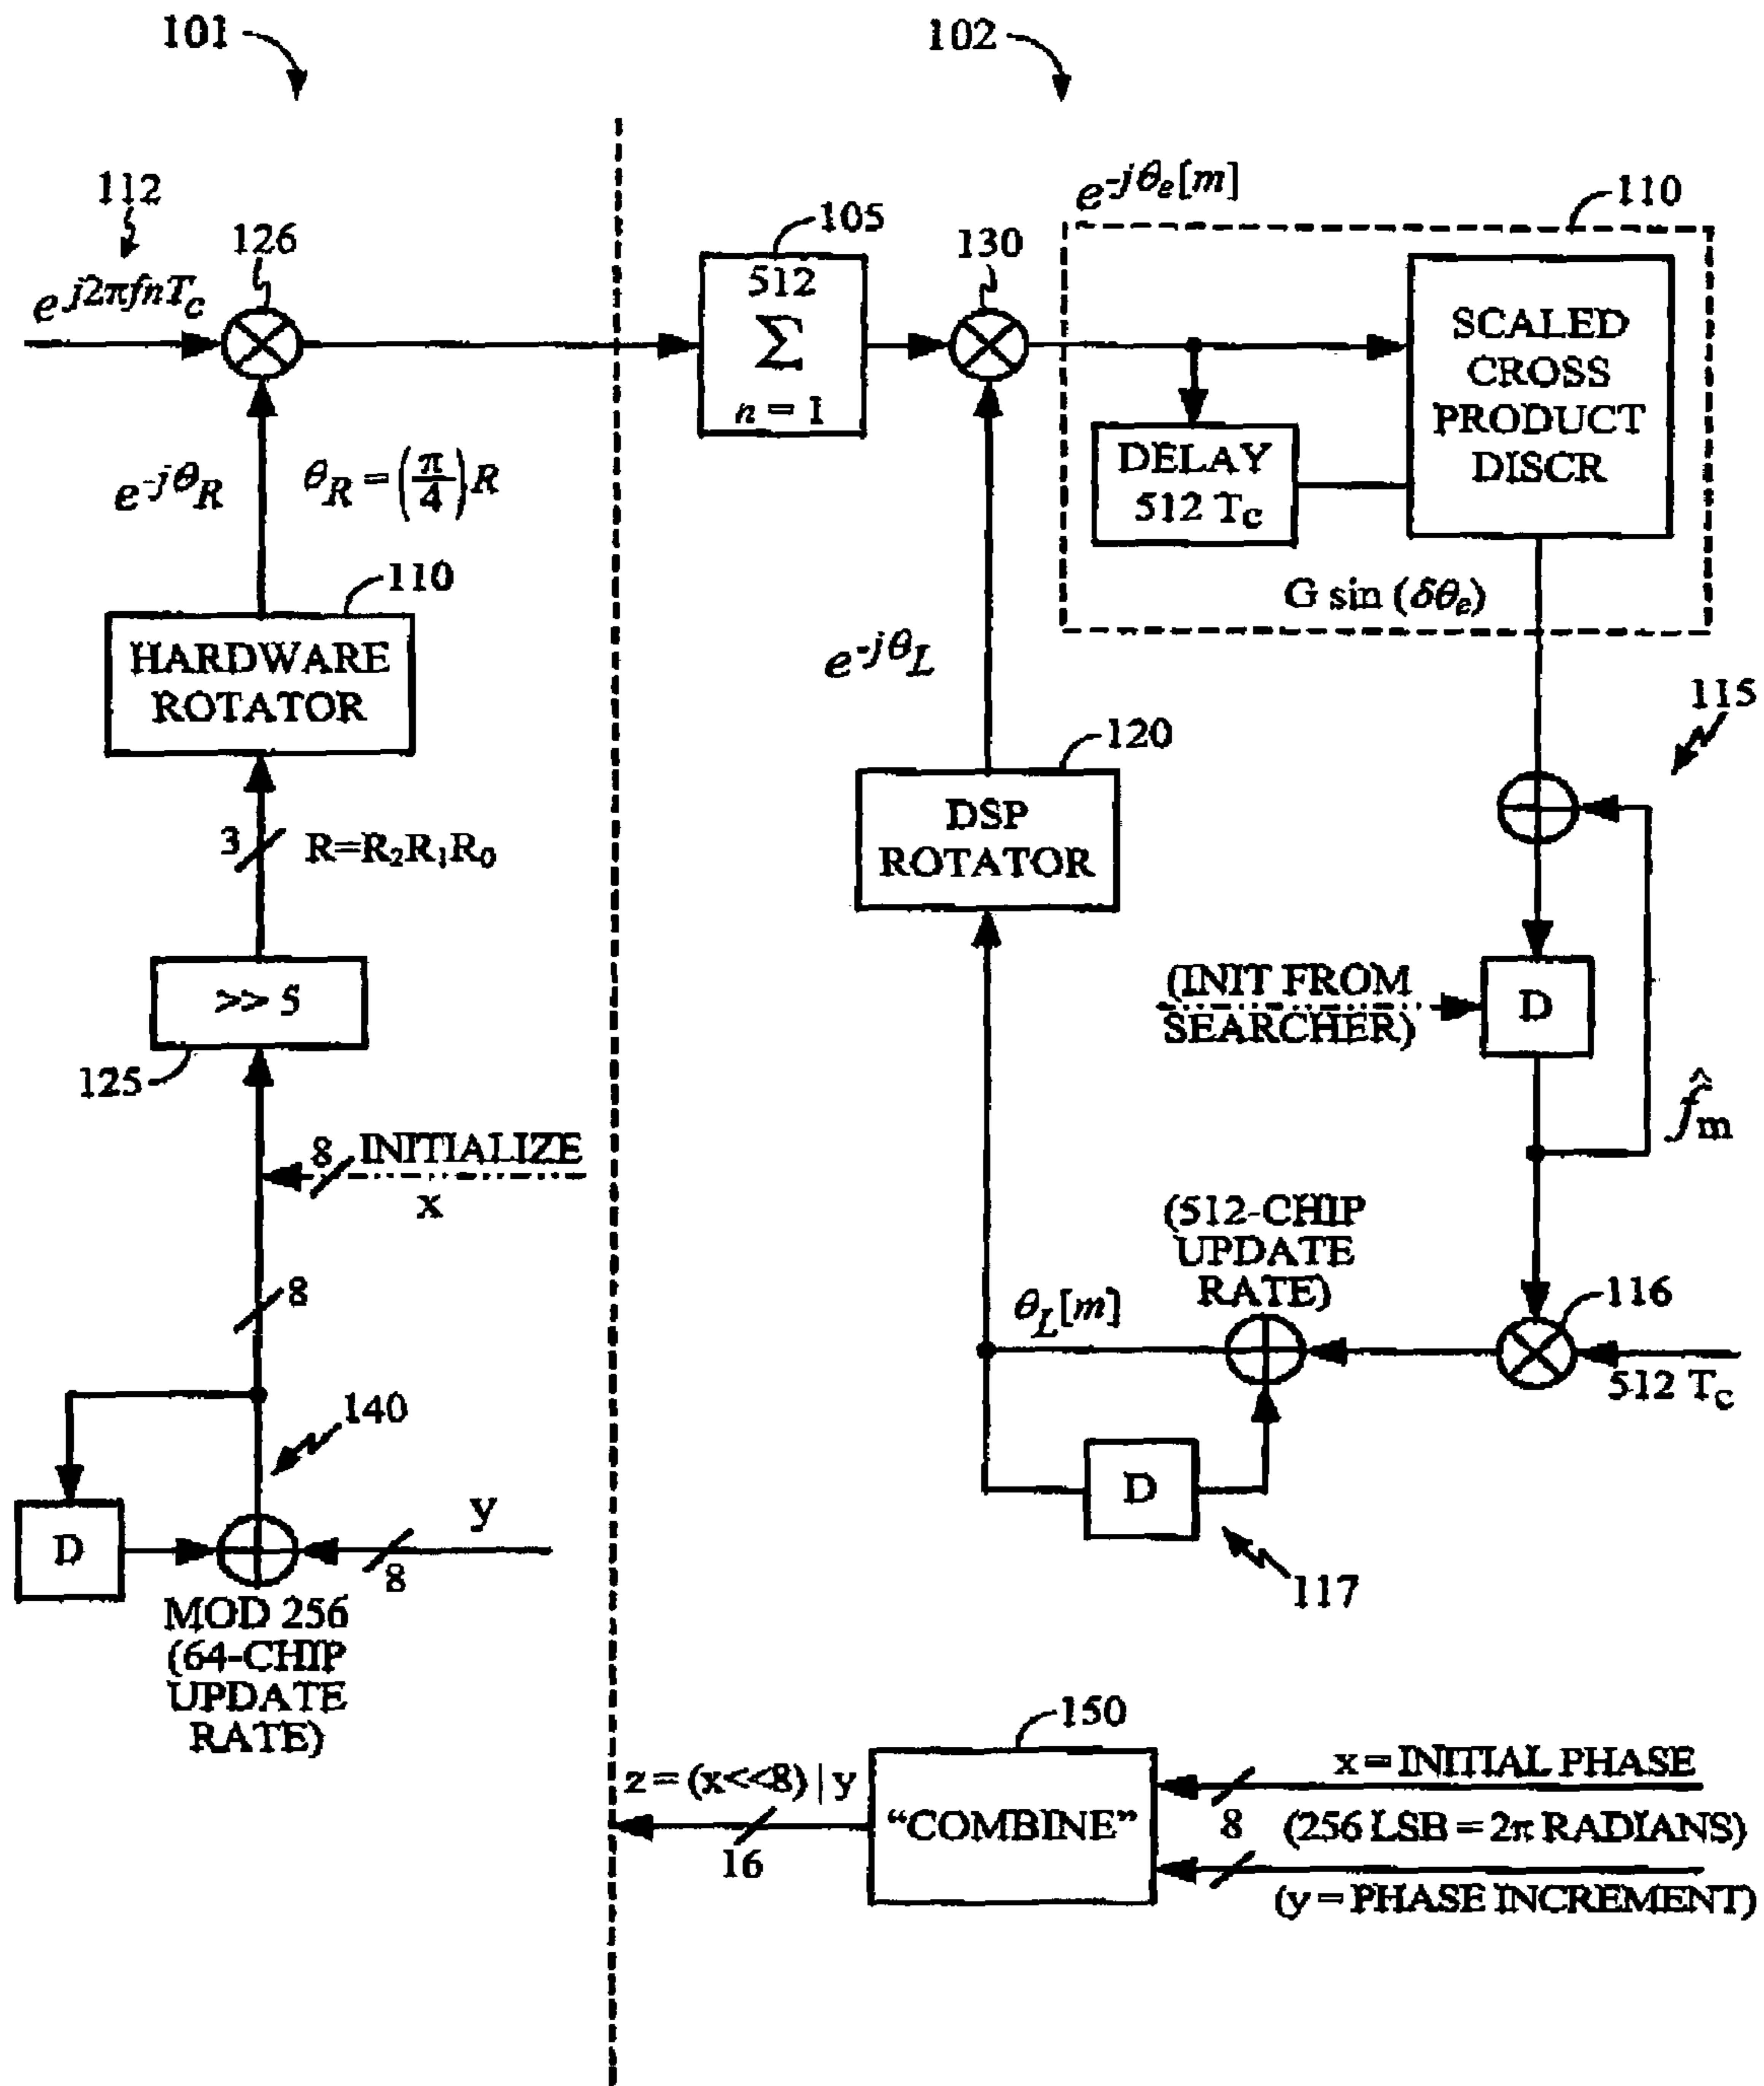 101
102
112
e^{j2πfnT_c}
126
e^{-jθ_R}
θ_R = (π/4)R
110
HARDWARE
ROTATOR
3
R=R₂R₁R₀
>> 5
125
8
INITIALIZE
x
8
140
D
y
8
MOD 256
(64-CHIP
UPDATE
RATE)
105
512
Σ
n = 1
130
e^{-jθ_e[m]}
110
SCALED
CROSS
PRODUCT
DISCR
DELAY
512 T_c
G sin (δθ_e)
e^{-jθ_L}
115
120
DSP
ROTATOR
(INIT FROM
SEARCHER)
D
f̂_m
(512-CHIP
UPDATE
RATE)
θ_L[m]
116
512 T_c
D
117
150
z = (x<<8) | y
16
"COMBINE"
x = INITIAL PHASE
8
(256 LSB = 2π RADIANS)
8
(y = PHASE INCREMENT)